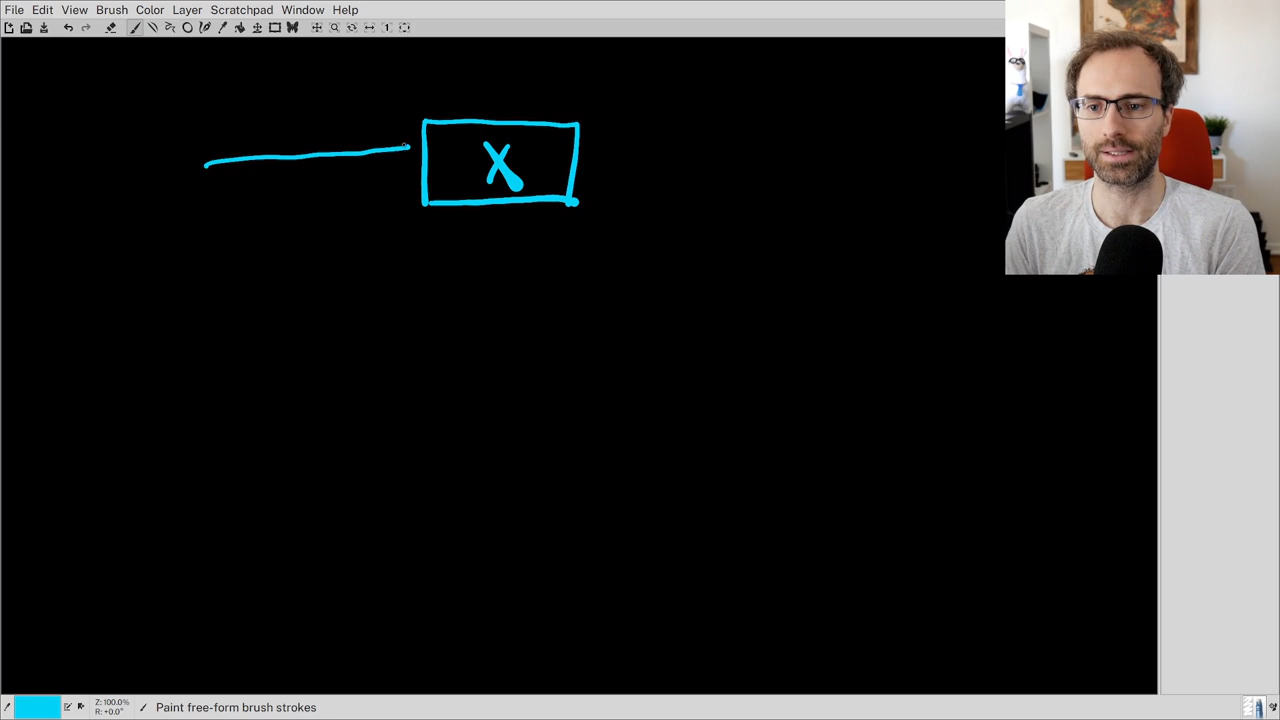 File Edit View Brush Color Layer Scratchpad Window Help
X
Z: 100.0%
R: +0.0°
Paint free-form brush strokes